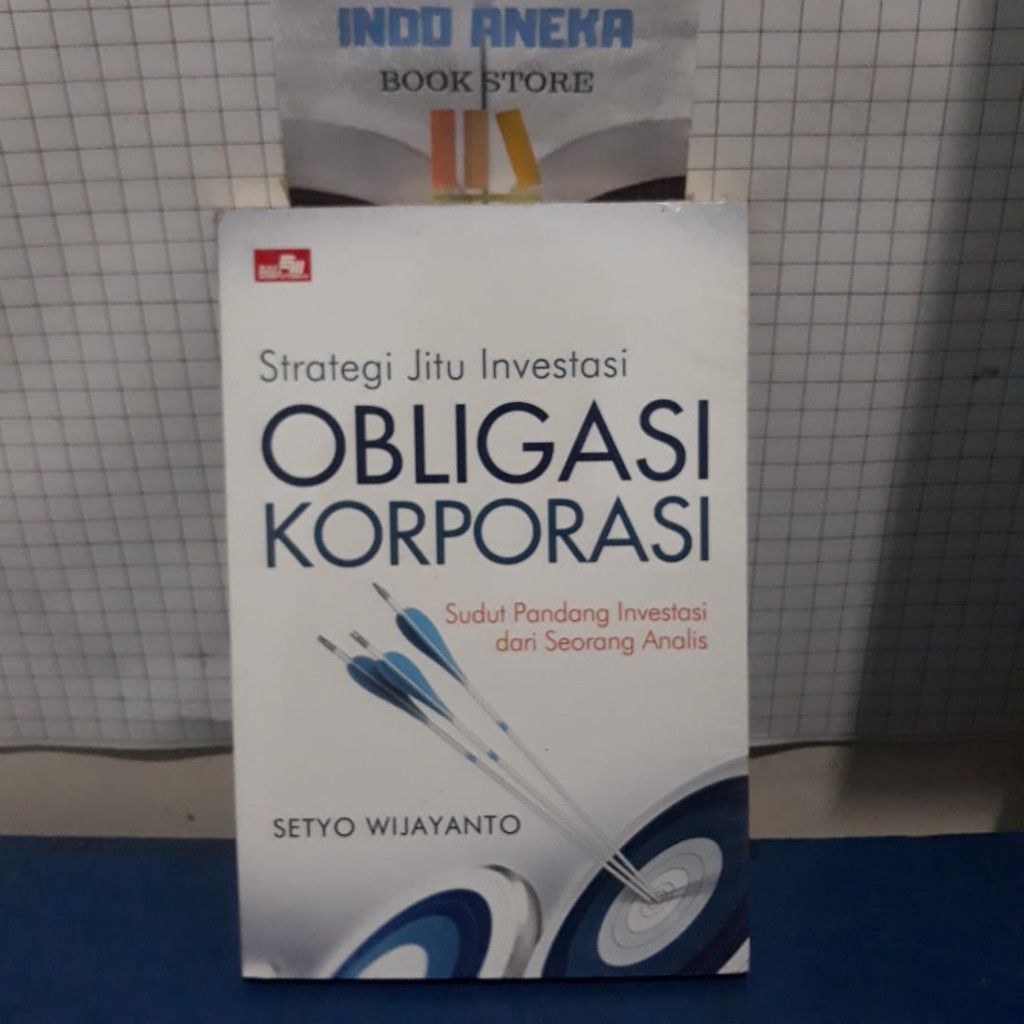 INDO ANEKA
BOOK STORE
Strategi Jitu Investasi
OBLIGASI
KORPORASI
Sudut Pandang Investasi
dari Seorang Analis
SETYO WIJAYANTO